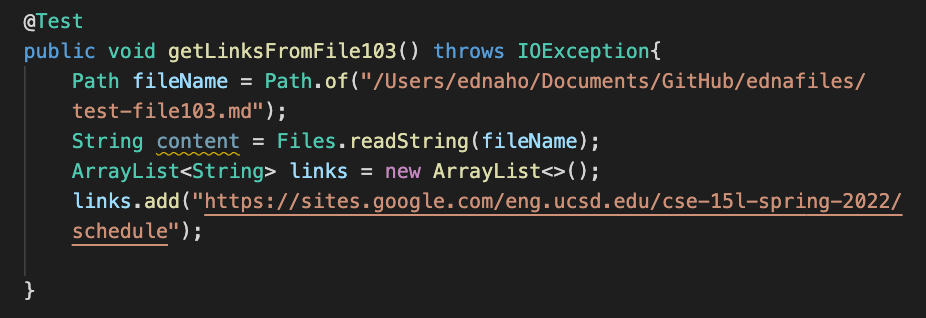 @Test
public void getLinksFromFile103() throws IOException{
Path fileName = Path.of("/Users/ednaho/Documents/GitHub/ednafiles/
test-file103.md");
String content = Files.readString(fileName);
ArrayList<String> links = new ArrayList<>();
links.add("https://sites.google.com/eng.ucsd.edu/cse-15l-spring-2022/
schedule");
}